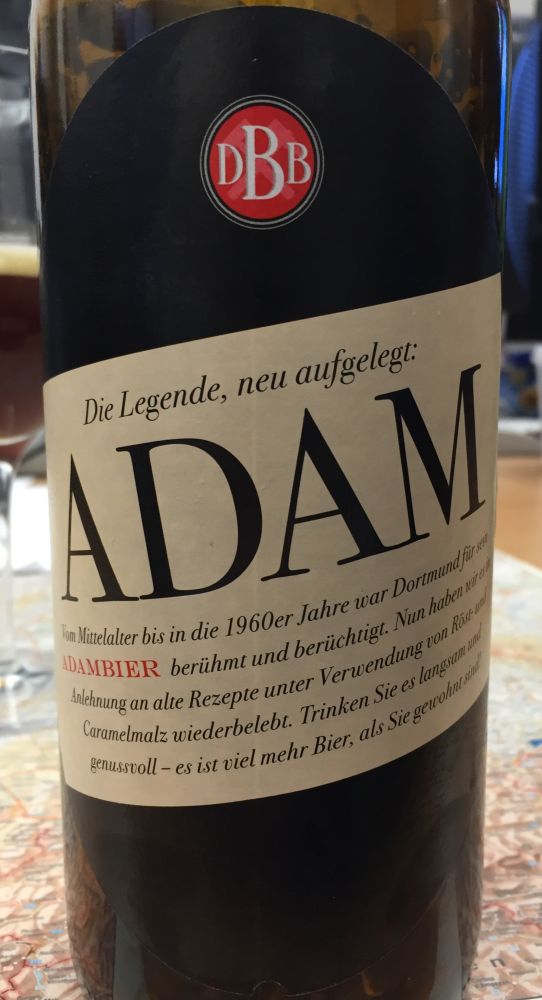 DBB
Die Legende, neu aufgelegt:
ADAM
Vom Mittelalter bis in die 1960er Jahre war Dortmund für sein
ADAMBIER berühmt und berüchtigt. Nun haben wir es in
Anlehnung an alte Rezepte unter Verwendung von Röst- und
Caramelmalz wiederbelebt. Trinken Sie es langsam und
genussvoll – es ist viel mehr Bier, als Sie gewohnt sind!